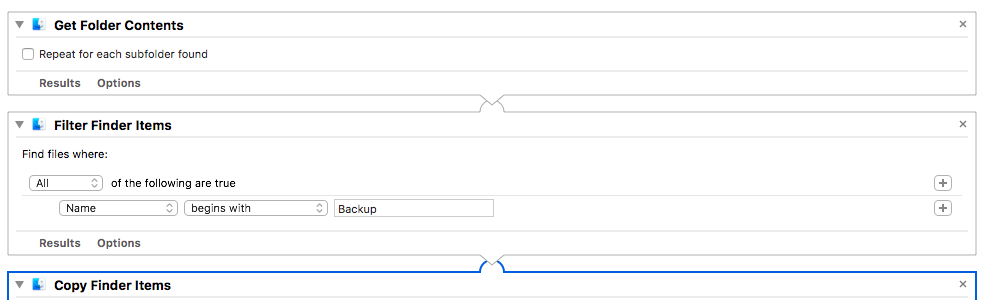 Get Folder Contents
Repeat for each subfolder found
Results Options
Filter Finder Items
Find files where:
All of the following are true
Name begins with Backup
Results Options
Copy Finder Items